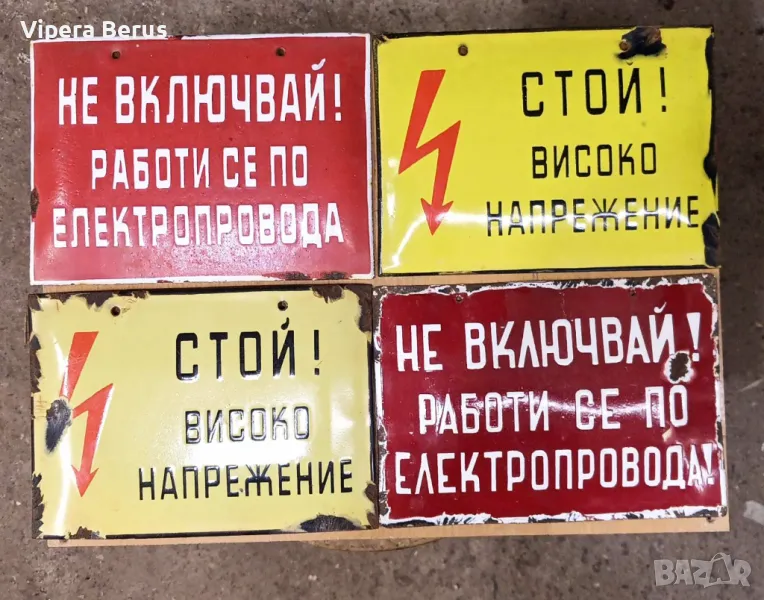 Vipera Berus
НЕ ВКЛЮЧВАЙ!
РАБОТИ СЕ ПО
ЕЛЕКТРОПРОВОДА
СТОЙ!
ВИСОКО
НАПРЕЖЕНИЕ
СТОЙ!
ВИСОКО
НАПРЕЖЕНИЕ
НЕ ВКЛЮЧВАЙ!
РАБОТИ СЕ ПО
ЕЛЕКТРОПРОВОДА!
BAZAR